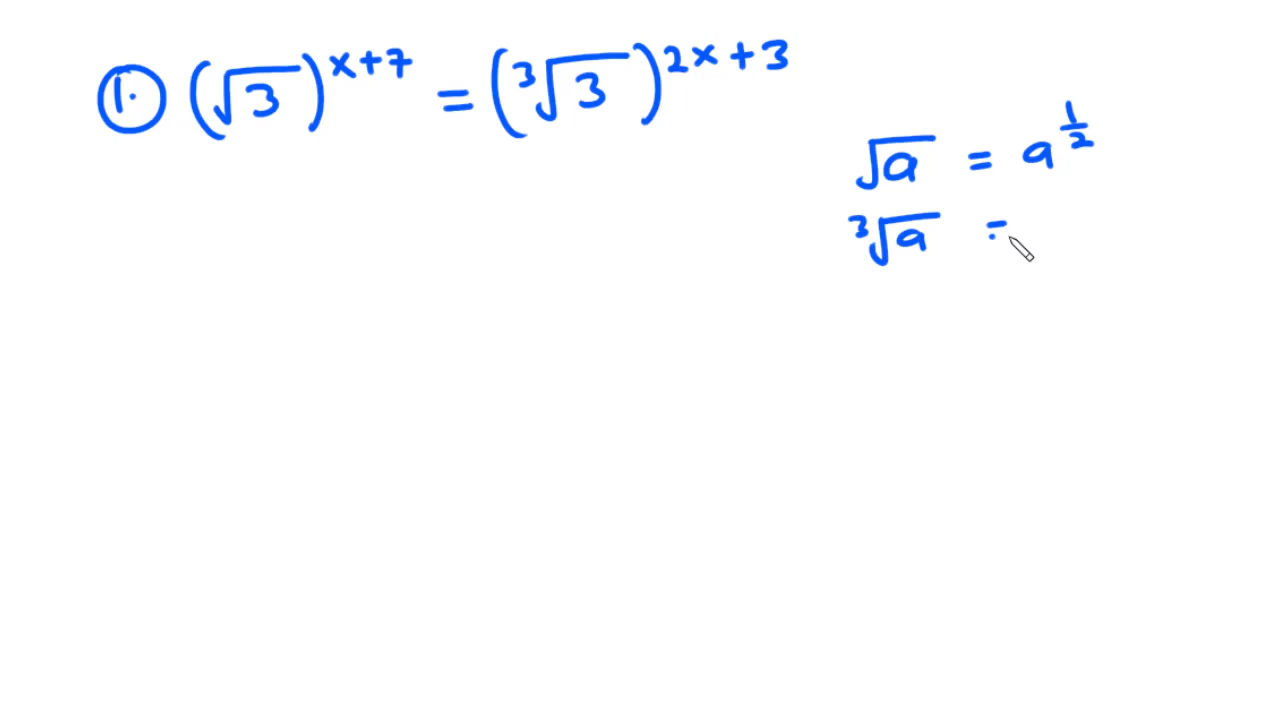 ① (√3)^{x+7} = (∛3)^{2x+3}
√a = a^{1/2}
∛a =